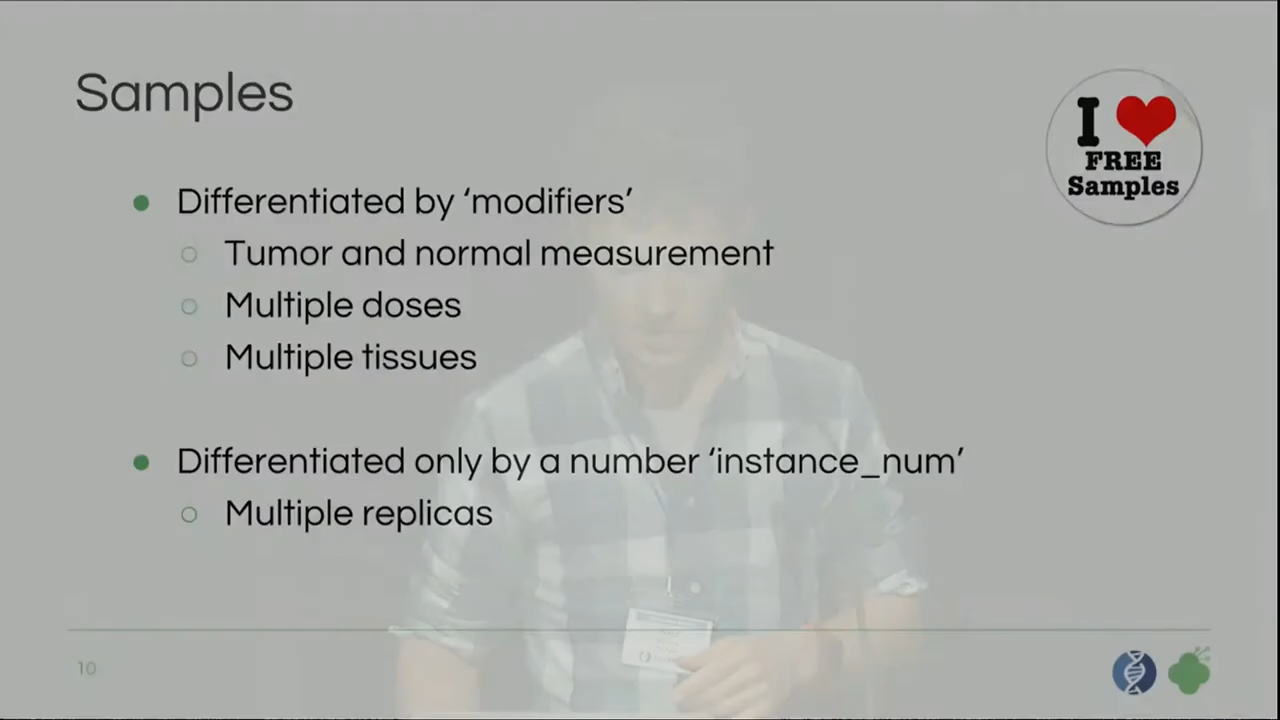 Samples
I
FREE
Samples
Differentiated by ‘modifiers’
Tumor and normal measurement
Multiple doses
Multiple tissues
Differentiated only by a number ‘instance_num’
Multiple replicas
10